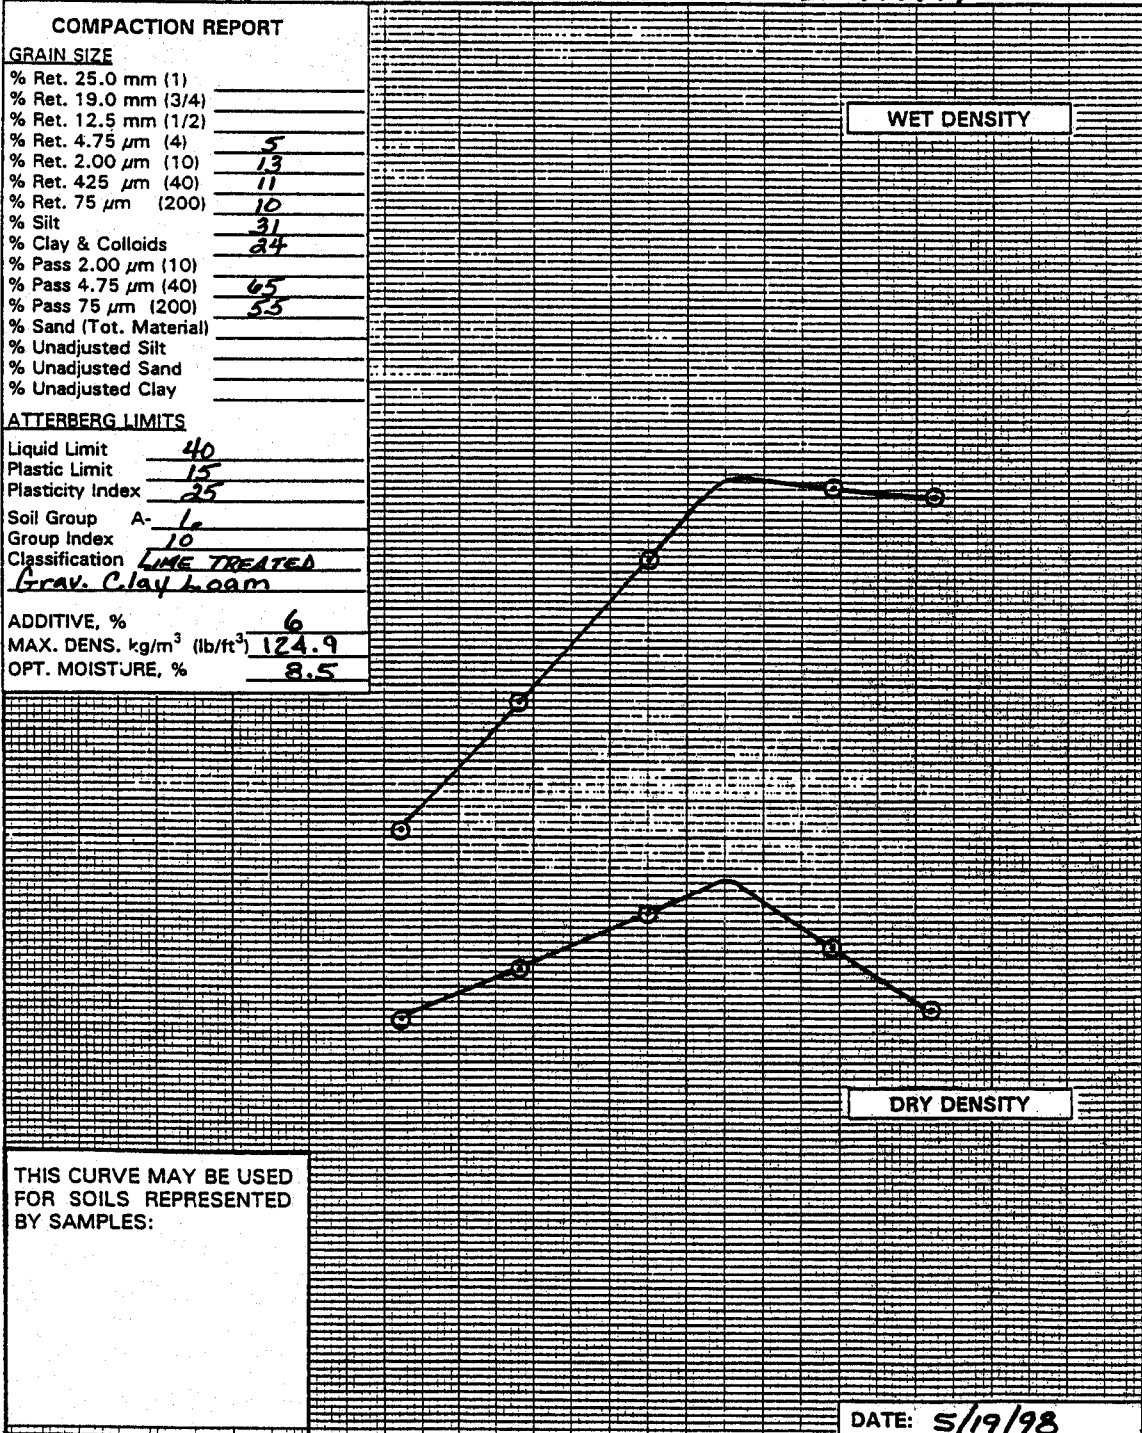 COMPACTION REPORT
GRAIN SIZE
% Ret. 25.0 mm (1)
% Ret. 19.0 mm (3/4)
% Ret. 12.5 mm (1/2)
% Ret. 4.75 µm (4) 5
% Ret. 2.00 µm (10) 13
% Ret. 425 µm (40) 11
% Ret. 75 µm (200) 10
% Silt 31
% Clay & Colloids 24
% Pass 2.00 µm (10)
% Pass 4.75 µm (40) 65
% Pass 75 µm (200) 55
% Sand (Tot. Material)
% Unadjusted Silt
% Unadjusted Sand
% Unadjusted Clay
ATTERBERG LIMITS
Liquid Limit 40
Plastic Limit 15
Plasticity Index 25
Soil Group A- 6
Group Index 10
Classification LIME TREATED
Grav. Clay Loam
ADDITIVE, % 6
MAX. DENS. kg/m³ (lb/ft³) 124.9
OPT. MOISTURE, % 8.5
WET DENSITY
DRY DENSITY
THIS CURVE MAY BE USED
FOR SOILS REPRESENTED
BY SAMPLES:
DATE: 5/19/98